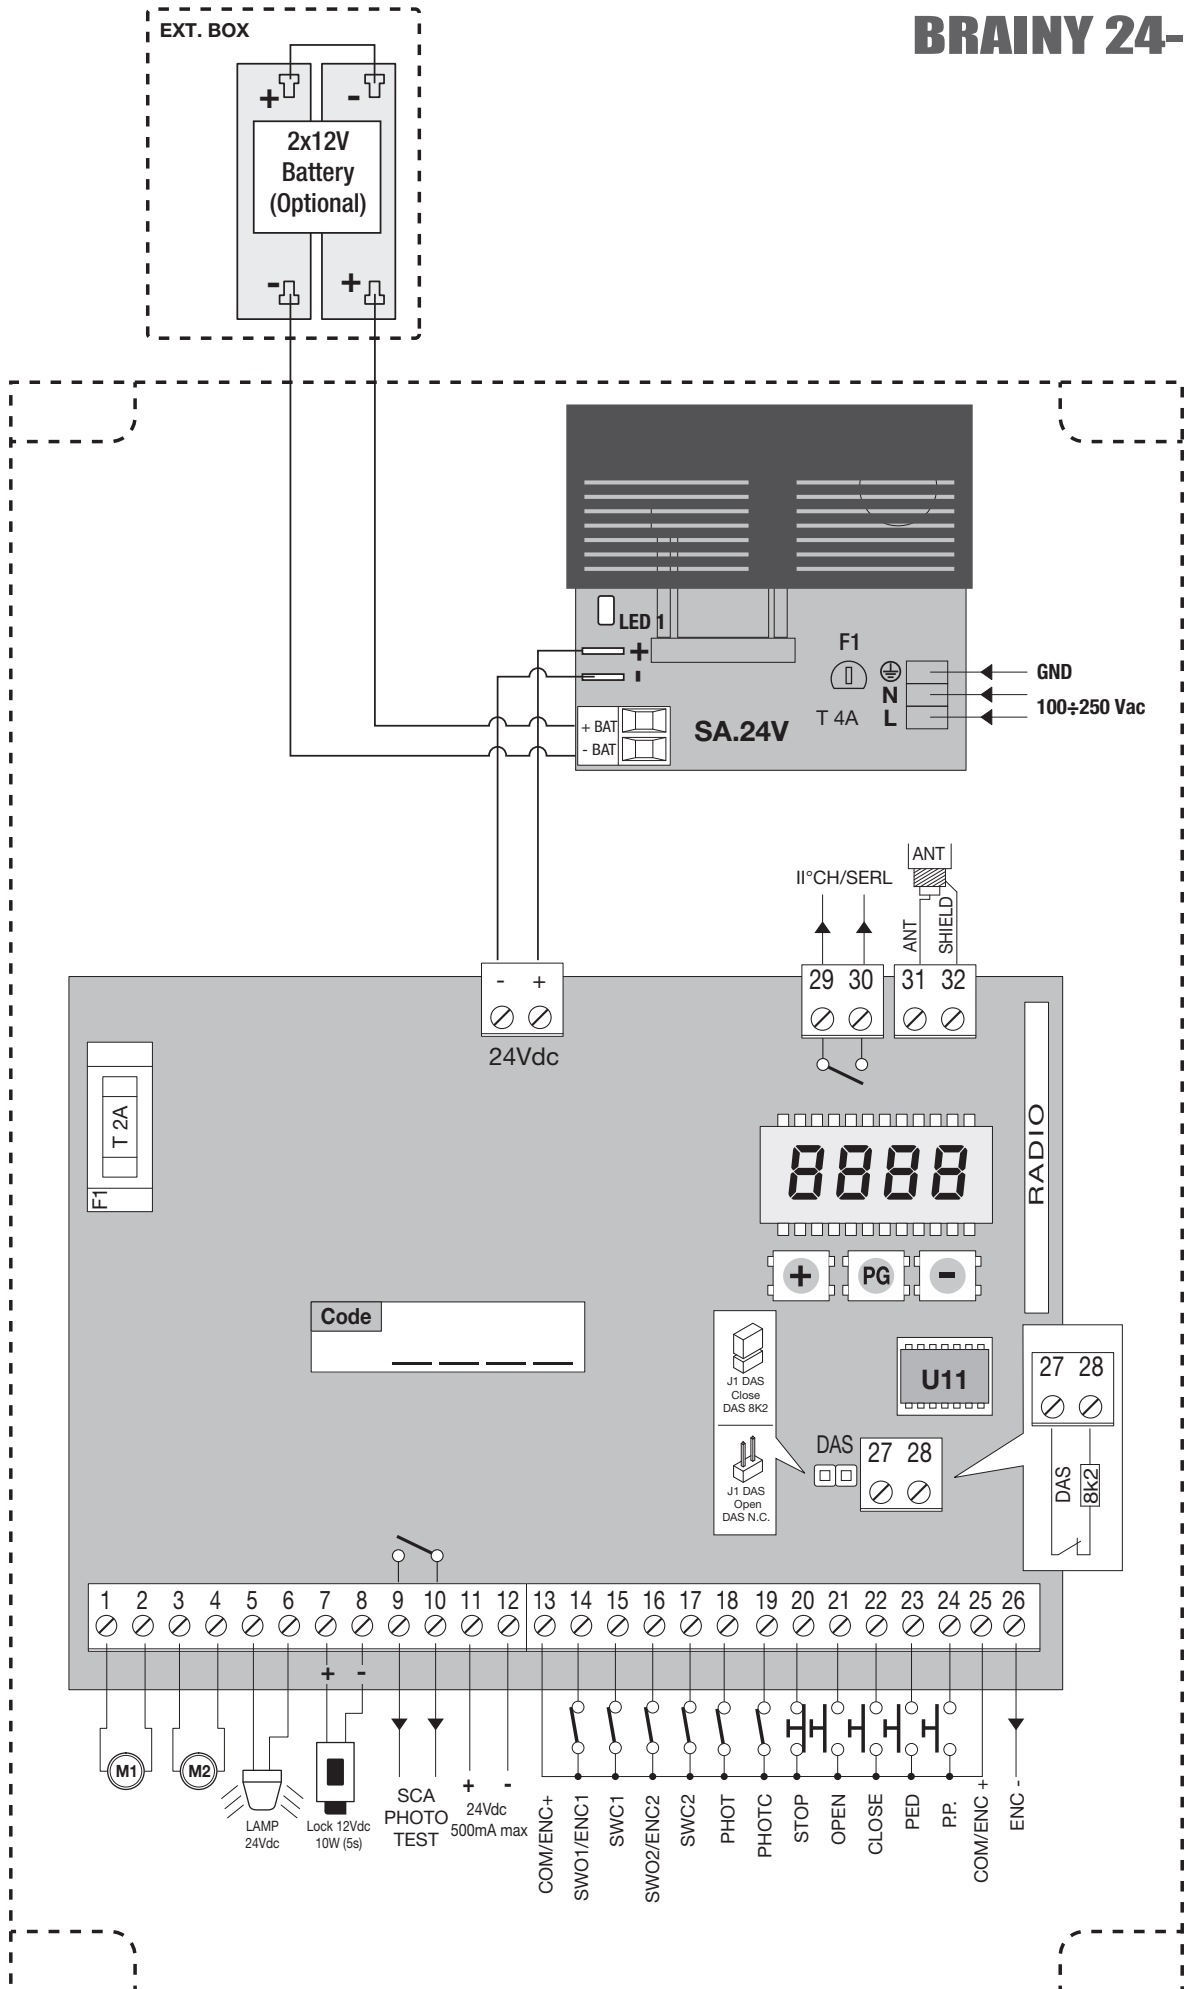 EXT. BOX
BRAINY 24-
+ -
2x12V
Battery
(Optional)
- +
LED 1
+
-
F1
GND
N
100÷250 Vac
T 4A
L
+ BAT
- BAT
SA.24V
ANT
II°CH/SERL
ANT
SHIELD
- +
29 30 31 32
24Vdc
T 2A
F1
RADIO
8888
+ PG -
Code
J1 DAS
Close
DAS 8K2
U11
27 28
DAS
27 28
J1 DAS
Open
DAS N.C.
DAS
8k2
1 2 3 4 5 6 7 8 9 10 11 12 13 14 15 16 17 18 19 20 21 22 23 24 25 26
+ -
M1
M2
LAMP
24Vdc
Lock 12Vdc
10W (5s)
SCA
PHOTO
TEST
+ -
24Vdc
500mA max
COM/ENC+
SWO1/ENC1
SWC1
SWO2/ENC2
SWC2
PHOT
PHOTC
STOP
OPEN
CLOSE
PED
P.P.
COM/ENC +
ENC -